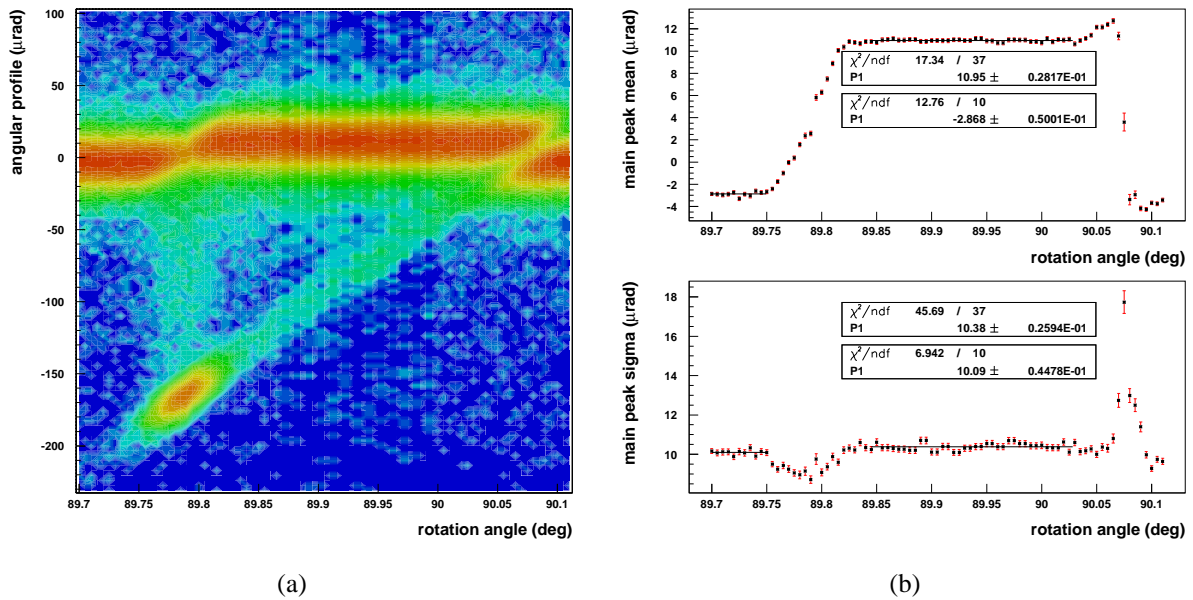 angular profile (μrad)
100
50
0
-50
-100
-150
-200
89.7 89.75 89.8 89.85 89.9 89.95 90 90.05 90.1
rotation angle (deg)
(a)
main peak mean (μrad)
12
10
8
6
4
2
0
-2
-4
χ²/ndf 17.34 / 37
P1 10.95 ± 0.2817E-01
χ²/ndf 12.76 / 10
P1 -2.868 ± 0.5001E-01
89.7 89.75 89.8 89.85 89.9 89.95 90 90.05 90.1
rotation angle (deg)
main peak sigma (μrad)
18
16
14
12
10
χ²/ndf 45.69 / 37
P1 10.38 ± 0.2594E-01
χ²/ndf 6.942 / 10
P1 10.09 ± 0.4478E-01
89.7 89.75 89.8 89.85 89.9 89.95 90 90.05 90.1
rotation angle (deg)
(b)